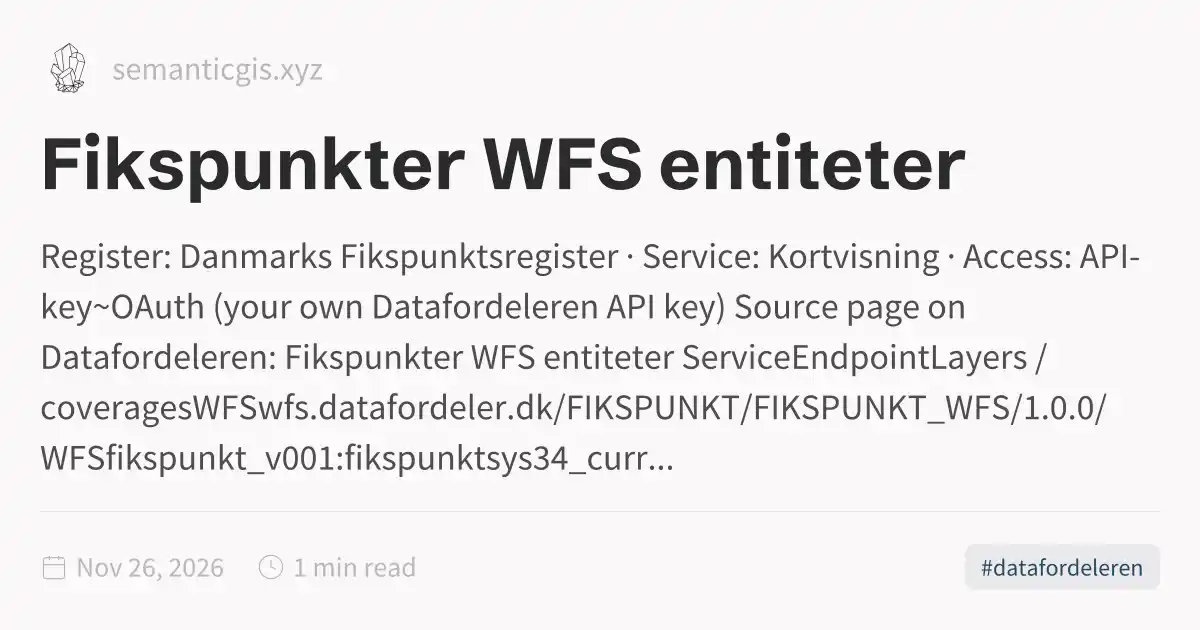 semanticgis.xyz
Fikspunkter WFS entiteter
Register: Danmarks Fikspunktsregister · Service: Kortvisning · Access: API-
key~OAuth (your own Datafordeleren API key) Source page on
Datafordeleren: Fikspunkter WFS entiteter ServiceEndpointLayers /
coveragesWFSwfs.datafordeler.dk/FIKSPUNKT/FIKSPUNKT_WFS/1.0.0/
WFSfikspunkt_v001:fikspunktsys34_curr...
Nov 26, 2026 1 min read #datafordeleren